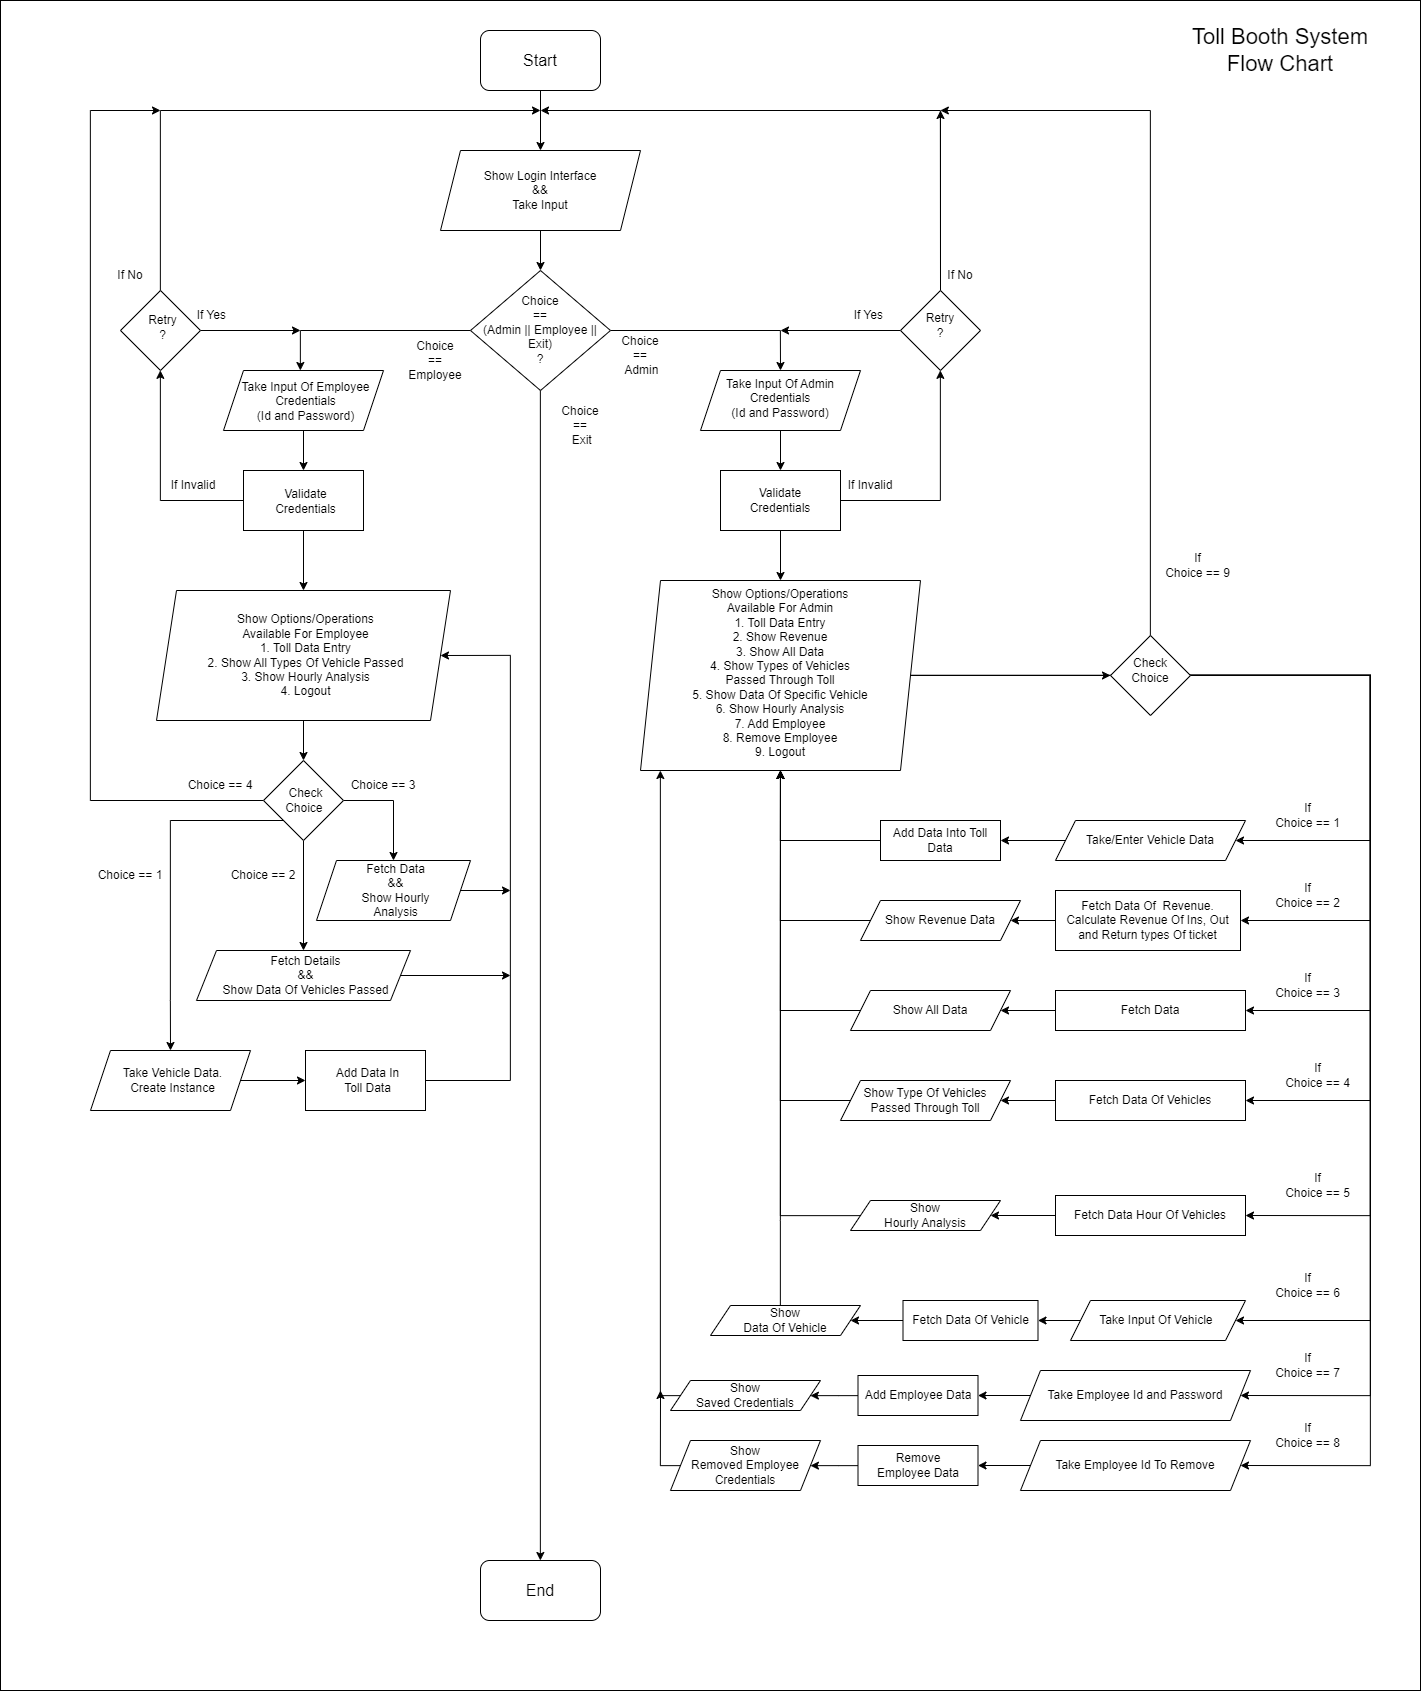 Toll Booth System
Flow Chart
Start
Show Login Interface
&&
Take Input
If No
If No
Retry
?
If Yes
Choice
==
(Admin || Employee ||
Exit)
?
If Yes
Retry
?
Choice
==
Employee
Choice
==
Admin
Choice
==
Exit
Take Input Of Employee
Credentials
(Id and Password)
Take Input Of Admin
Credentials
(Id and Password)
If Invalid
Validate
Credentials
Validate
Credentials
If Invalid
Show Options/Operations
Available For Employee
1. Toll Data Entry
2. Show All Types Of Vehicle Passed
3. Show Hourly Analysis
4. Logout
Show Options/Operations
Available For Admin
1. Toll Data Entry
2. Show Revenue
3. Show All Data
4. Show Types of Vehicles
Passed Through Toll
5. Show Data Of Specific Vehicle
6. Show Hourly Analysis
7. Add Employee
8. Remove Employee
9. Logout
If
Choice == 9
Check
Choice
Choice == 4
Check
Choice
Choice == 3
Choice == 1
Choice == 2
Fetch Data
&&
Show Hourly
Analysis
Fetch Details
&&
Show Data Of Vehicles Passed
Take Vehicle Data.
Create Instance
Add Data In
Toll Data
Add Data Into Toll
Data
Take/Enter Vehicle Data
If
Choice == 1
Show Revenue Data
Fetch Data Of  Revenue.
Calculate Revenue Of Ins, Out
and Return types Of ticket
If
Choice == 2
Show All Data
Fetch Data
If
Choice == 3
Show Type Of Vehicles
Passed Through Toll
Fetch Data Of Vehicles
If
Choice == 4
Show
Hourly Analysis
Fetch Data Hour Of Vehicles
If
Choice == 5
Show
Data Of Vehicle
Fetch Data Of Vehicle
Take Input Of Vehicle
If
Choice == 6
Show
Saved Credentials
Add Employee Data
Take Employee Id and Password
If
Choice == 7
Show
Removed Employee
Credentials
Remove
Employee Data
Take Employee Id To Remove
If
Choice == 8
End